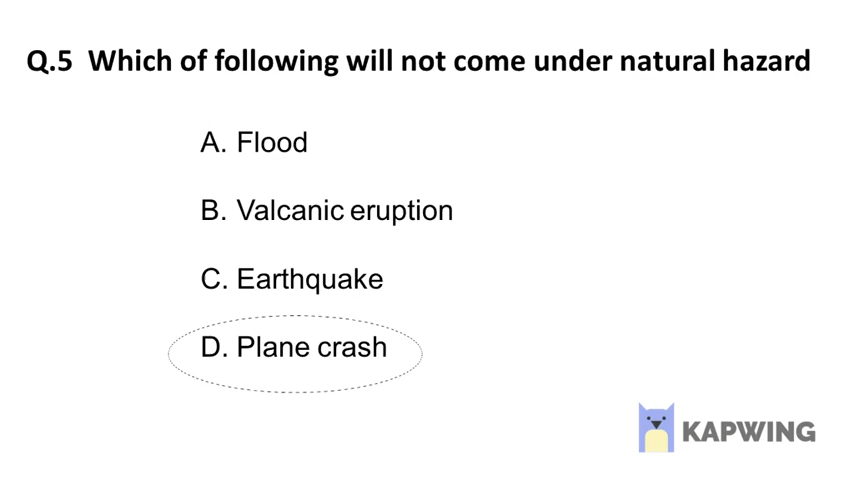 Q.5 Which of following will not come under natural hazard
A. Flood
B. Valcanic eruption
C. Earthquake
D. Plane crash
KAPWING